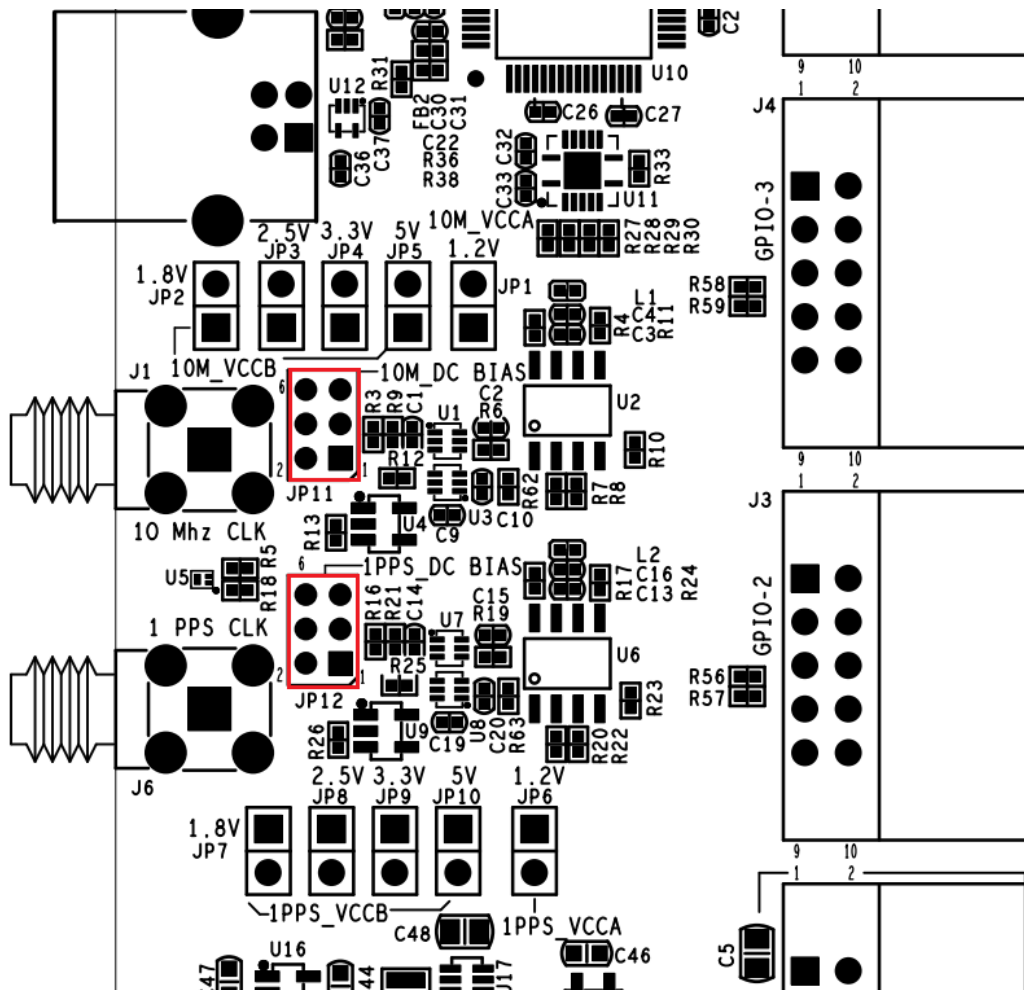 C2
R31
U12
U10
9 10
1 2
J4
FB2
C30
C31
C26
C27
C37
C36
C22
R36
R38
C32
C33
R33
U11
GPIO-3
10M_VCCA
2.5V 3.3V 5V 1.2V
JP3 JP4 JP5
R27
R28
R29
R30
1.8V
JP2
JP1
R58
R59
L1
C4
C3
R4
R11
10M_VCCB
J1
10M_DC BIAS
6
R3
R9
C1
U1
C2
R6
U2
R10
R12
2 1
JP11
9 10
1 2
J3
R62
R7
R8
R13
U4
U3
C10
C9
10 Mhz CLK
6
1PPS_DC BIAS
L2
C16
C13
R17
R24
U5
R5
R18
GPIO-2
1 PPS CLK
R16
R21
C14
U7
C15
R19
U6
R25
2 1
JP12
R56
R57
R23
R26
U9
U8
C19
C20
R63
R20
R22
J6
2.5V 3.3V 5V 1.2V
JP8 JP9 JP10 JP6
1.8V
JP7
9 10
1 2
1PPS_VCCB
1PPS_VCCA
C48
C46
C5
U16
C47
44
U17